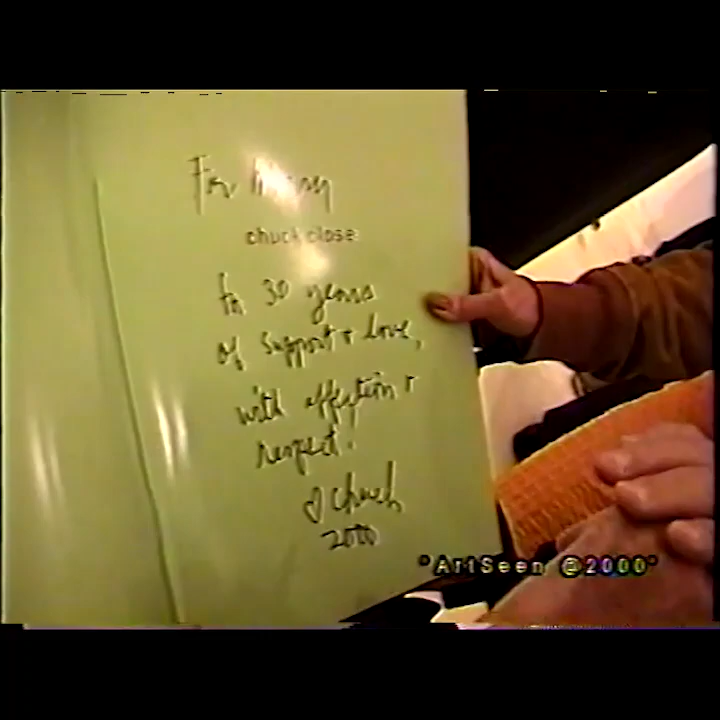 For
chuck close
for 30 years
of support + love,
with affection +
respect.
♡ Chuck
2000
"ArtSeen @2000"